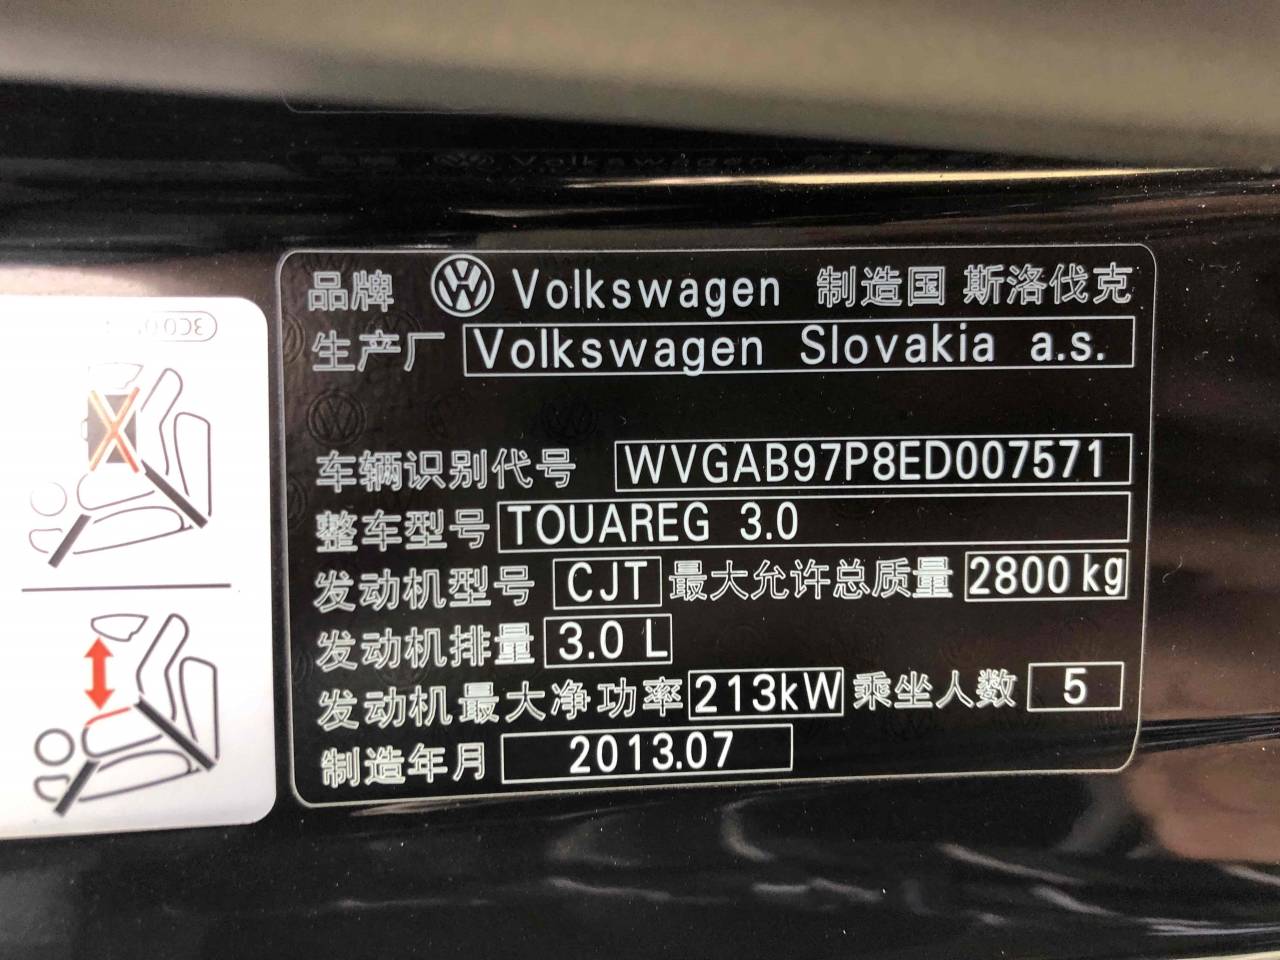 品牌 Volkswagen 制造国 斯洛伐克
生产厂 Volkswagen Slovakia a.s.
车辆识别代号 WVGAB97P8ED007571
整车型号 TOUAREG 3.0
发动机型号 CJT 最大允许总质量 2800 kg
发动机排量 3.0 L
发动机最大净功率 213kW 乘坐人数 5
制造年月 2013.07